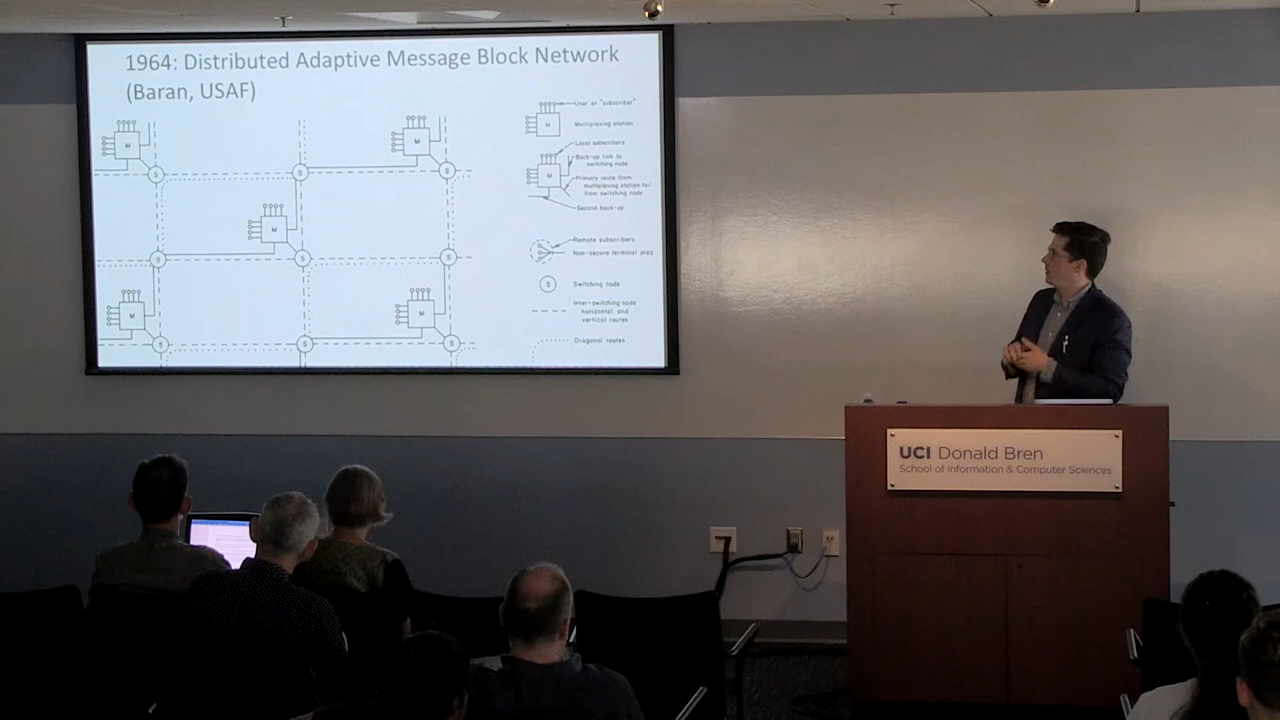 1964: Distributed Adaptive Message Block Network
(Baran, USAF)
User or "subscriber"
M
Multiplexing station
Local subscribers
Back-up link to
switching node
M
Primary route from
multiplexing station to/
from switching node
Second back-up
Remote subscribers
Non-secure terminal area
S
Switching node
Inter-switching node
horizontal and
vertical routes
Diagonal routes
M
M
S
S
S
M
S
S
S
M
M
S
S
S
UCI Donald Bren
School of Information & Computer Sciences